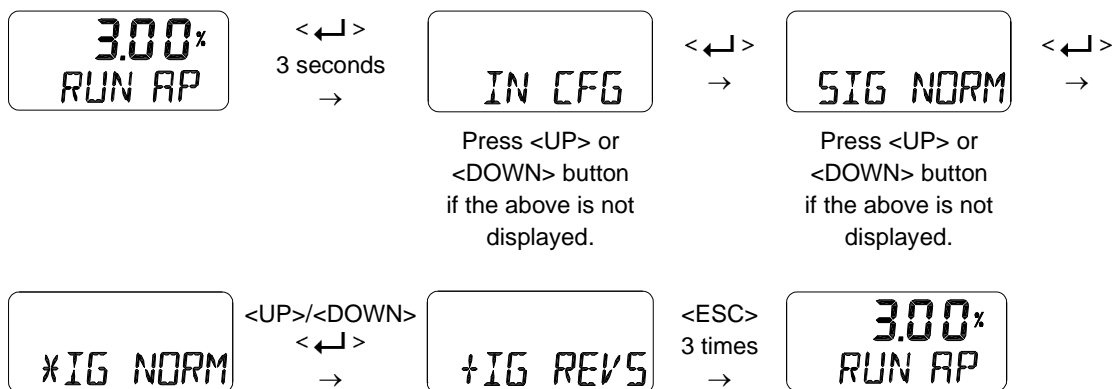 3.00%
RUN AP
< ↵ >
3 seconds
→
IN CFG
Press <UP> or
<DOWN> button
if the above is not
displayed.
< ↵ >
→
SIG NORM
Press <UP> or
<DOWN> button
if the above is not
displayed.
< ↵ >
→
*IG NORM
<UP>/<DOWN>
< ↵ >
→
+IG REVS
<ESC>
3 times
→
3.00%
RUN AP